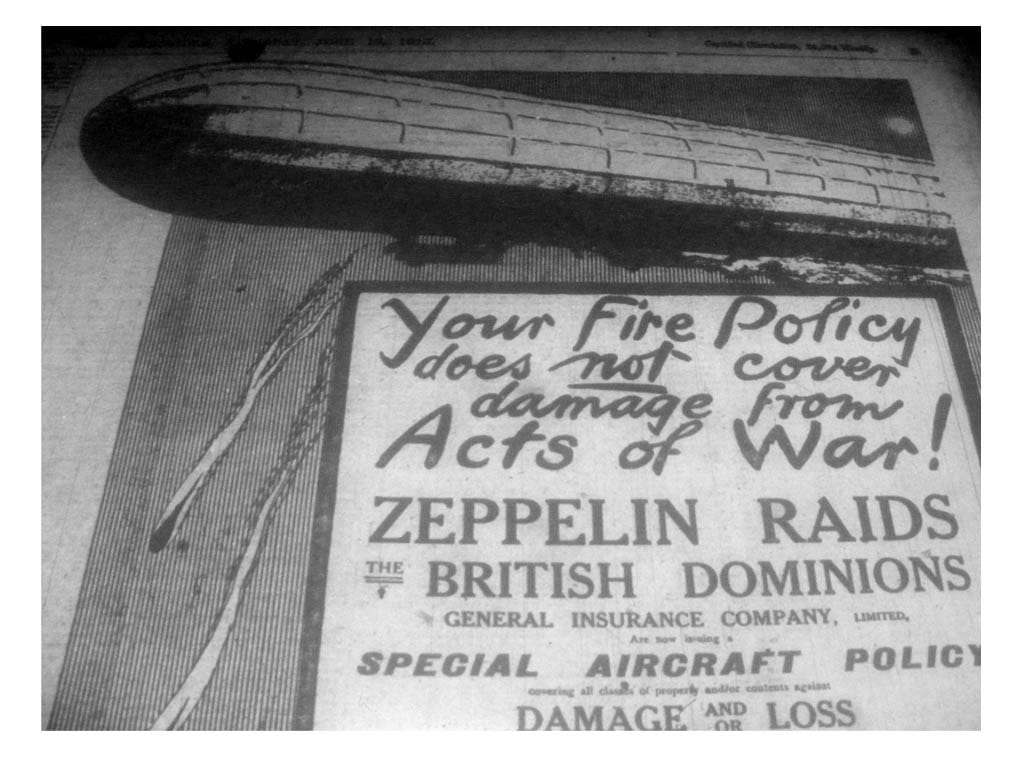 Your Fire Policy
does not cover
damage from
Acts of War!
ZEPPELIN RAIDS
THE BRITISH DOMINIONS
GENERAL INSURANCE COMPANY, LIMITED,
Are now issuing a
SPECIAL AIRCRAFT POLICY
covering all classes of property and/or contents against
DAMAGE AND OR LOSS